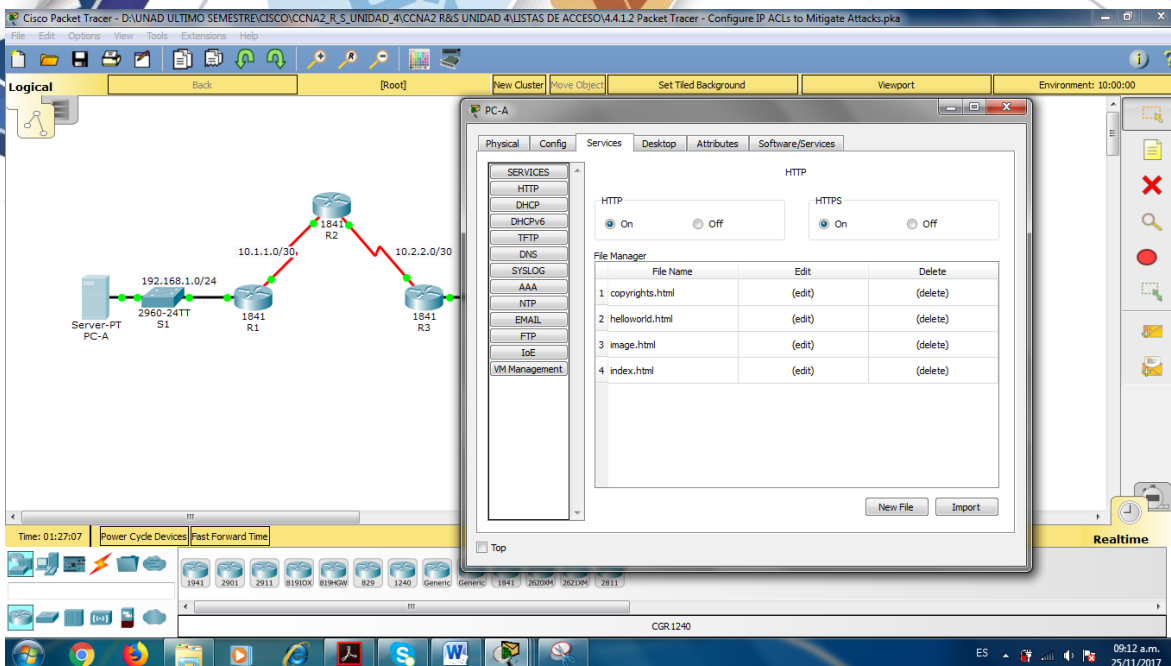 Cisco Packet Tracer - D:\UNAD ULTIMO SEMESTRE\CISCO\CCNA2_R_S_UNIDAD_4\CCNA2 R&S UNIDAD 4\LISTAS DE ACCESO\4.4.1.2 Packet Tracer - Configure IP ACLs to Mitigate Attacks.pka
File Edit Options View Tools Extensions Help
Logical Back [Root] New Cluster Move Object Set Tiled Background Viewport Environment: 10:00:00
PC-A
Physical Config Services Desktop Attributes Software/Services
SERVICES
HTTP
DHCP
DHCPv6
TFTP
DNS
SYSLOG
AAA
NTP
EMAIL
FTP
IoE
VM Management
HTTP
HTTP
On Off
HTTPS
On Off
File Manager
File Name Edit Delete
1 copyrights.html (edit) (delete)
2 helloworld.html (edit) (delete)
3 image.html (edit) (delete)
4 index.html (edit) (delete)
New File Import
Top
1841
R2
10.1.1.0/30
10.2.2.0/30
192.168.1.0/24
Server-PT
PC-A
2960-24TT
S1
1841
R1
1841
R3
Time: 01:27:07 Power Cycle Devices Fast Forward Time Realtime
1941 2901 2911 819IOX 819HGW 829 1240 Generic Generic 1841 2620XM 2621XM 2811
CGR1240
ES 09:12 a.m.
25/11/2017